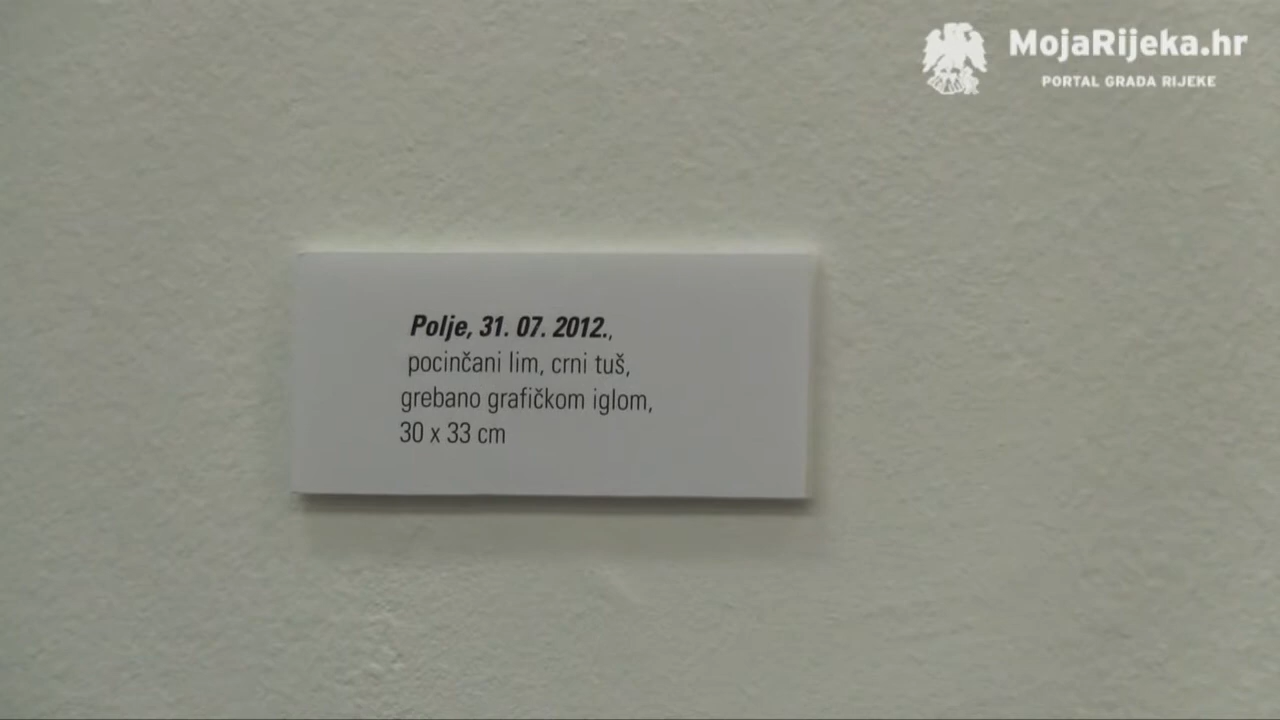 MojaRijeka.hr
PORTAL GRADA RIJEKE
Polje, 31. 07. 2012.,
pocinčani lim, crni tuš,
grebano grafičkom iglom,
30 x 33 cm